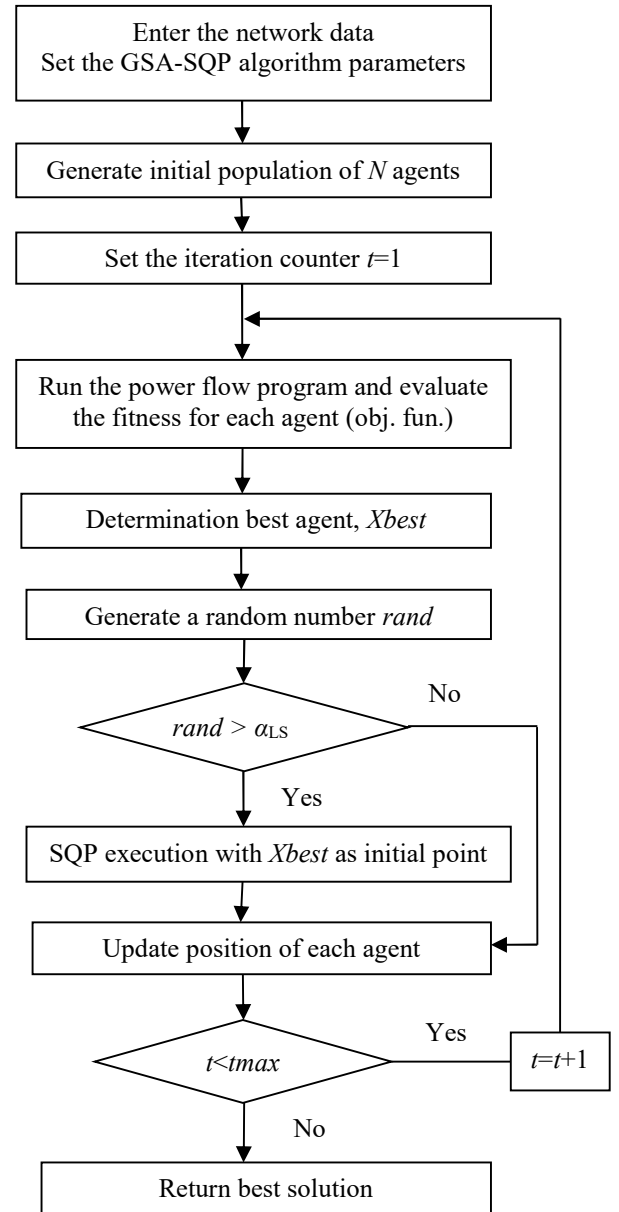 Enter the network data
Set the GSA-SQP algorithm parameters
Generate initial population of N agents
Set the iteration counter t=1
Run the power flow program and evaluate
the fitness for each agent (obj. fun.)
Determination best agent, Xbest
Generate a random number rand
No
rand > αLS
Yes
SQP execution with Xbest as initial point
Update position of each agent
Yes
t<tmax
t=t+1
No
Return best solution